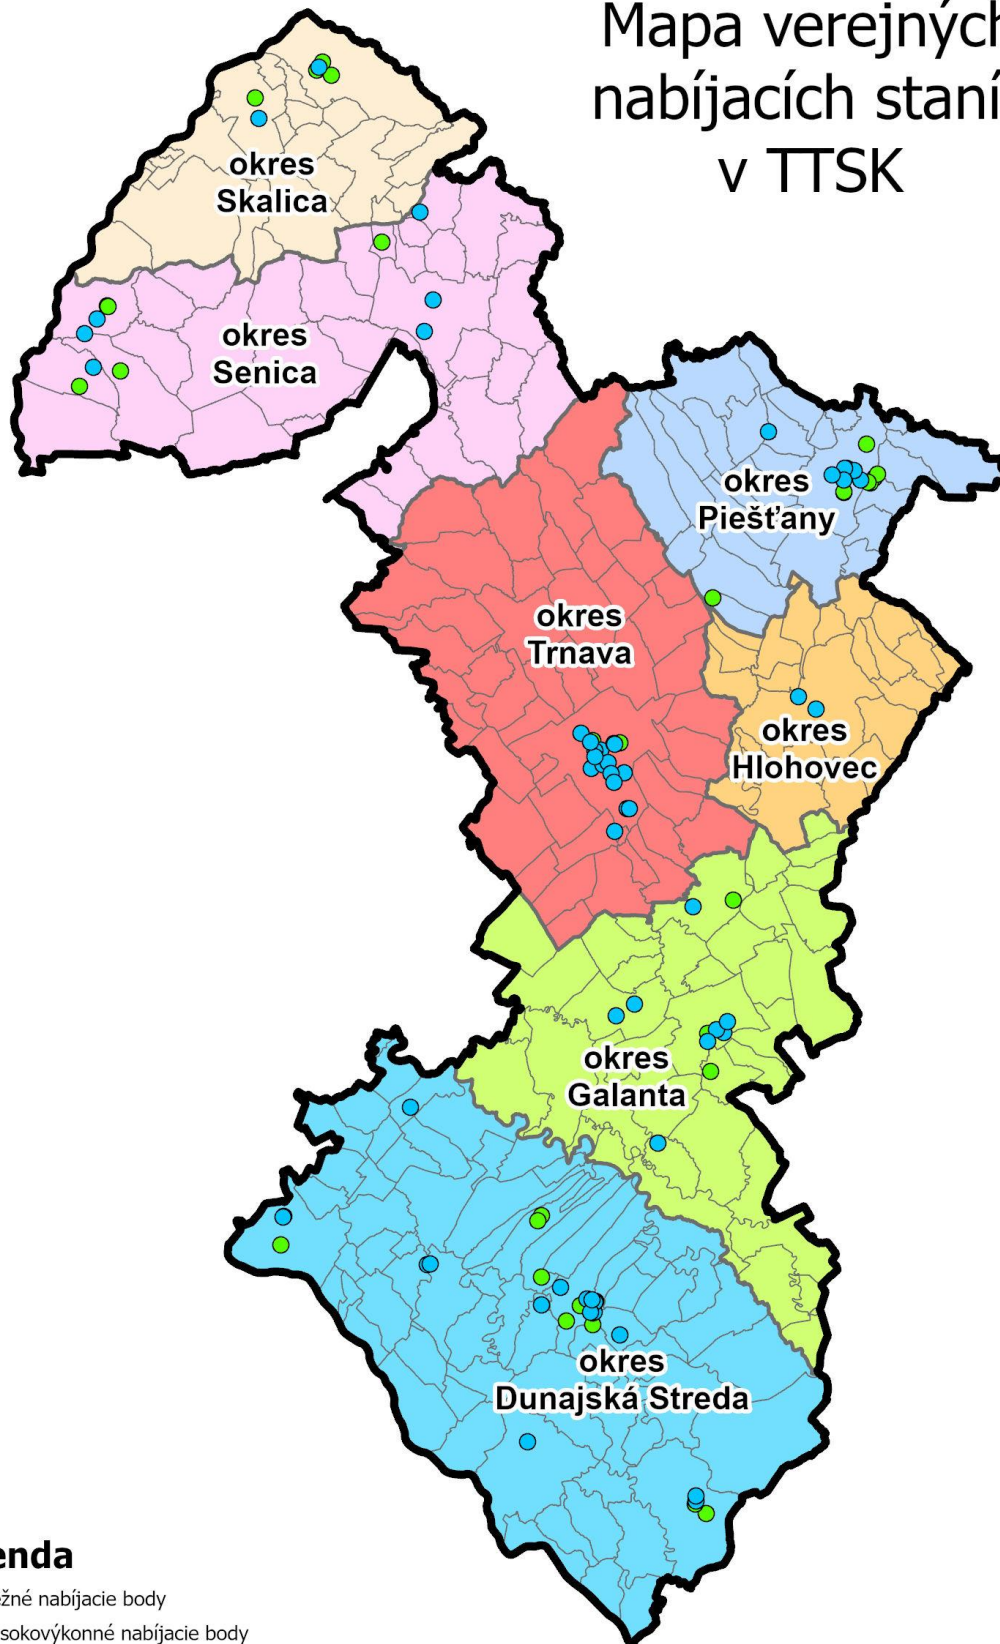 Mapa verejných
nabíjacích staní
v TTSK
okres
Skalica
okres
Senica
okres
Piešťany
okres
Trnava
okres
Hlohovec
okres
Galanta
okres
Dunajská Streda
enda
žné nabíjacie body
sokovýkonné nabíjacie body